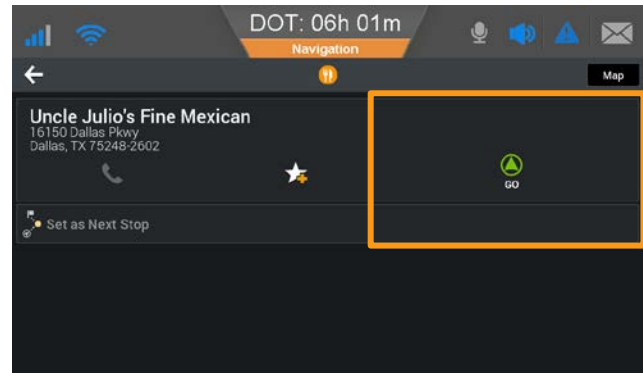 DOT: 06h 01m
Navigation
Map
Uncle Julio's Fine Mexican
16150 Dallas Pkwy
Dallas, TX 75248-2602
GO
Set as Next Stop